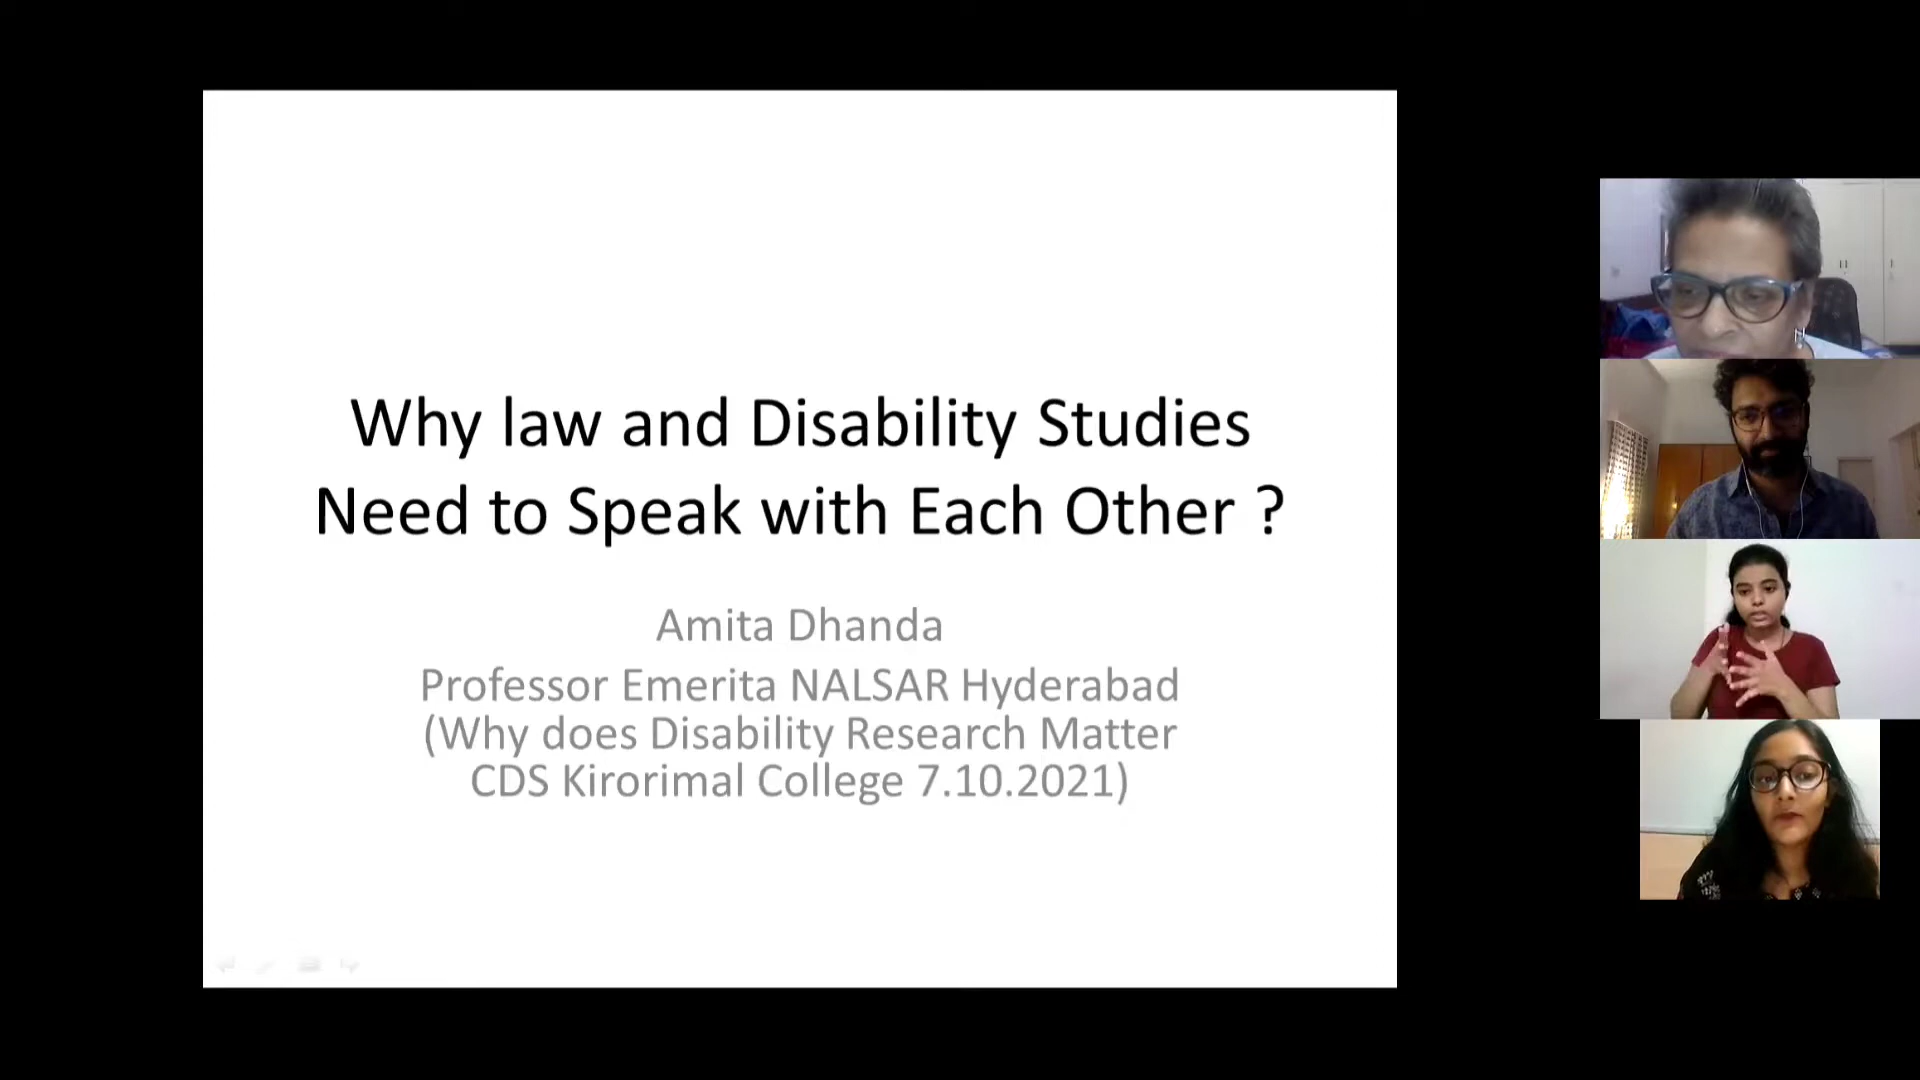 Why law and Disability Studies
Need to Speak with Each Other ?
Amita Dhanda
Professor Emerita NALSAR Hyderabad
(Why does Disability Research Matter
CDS Kirorimal College 7.10.2021)